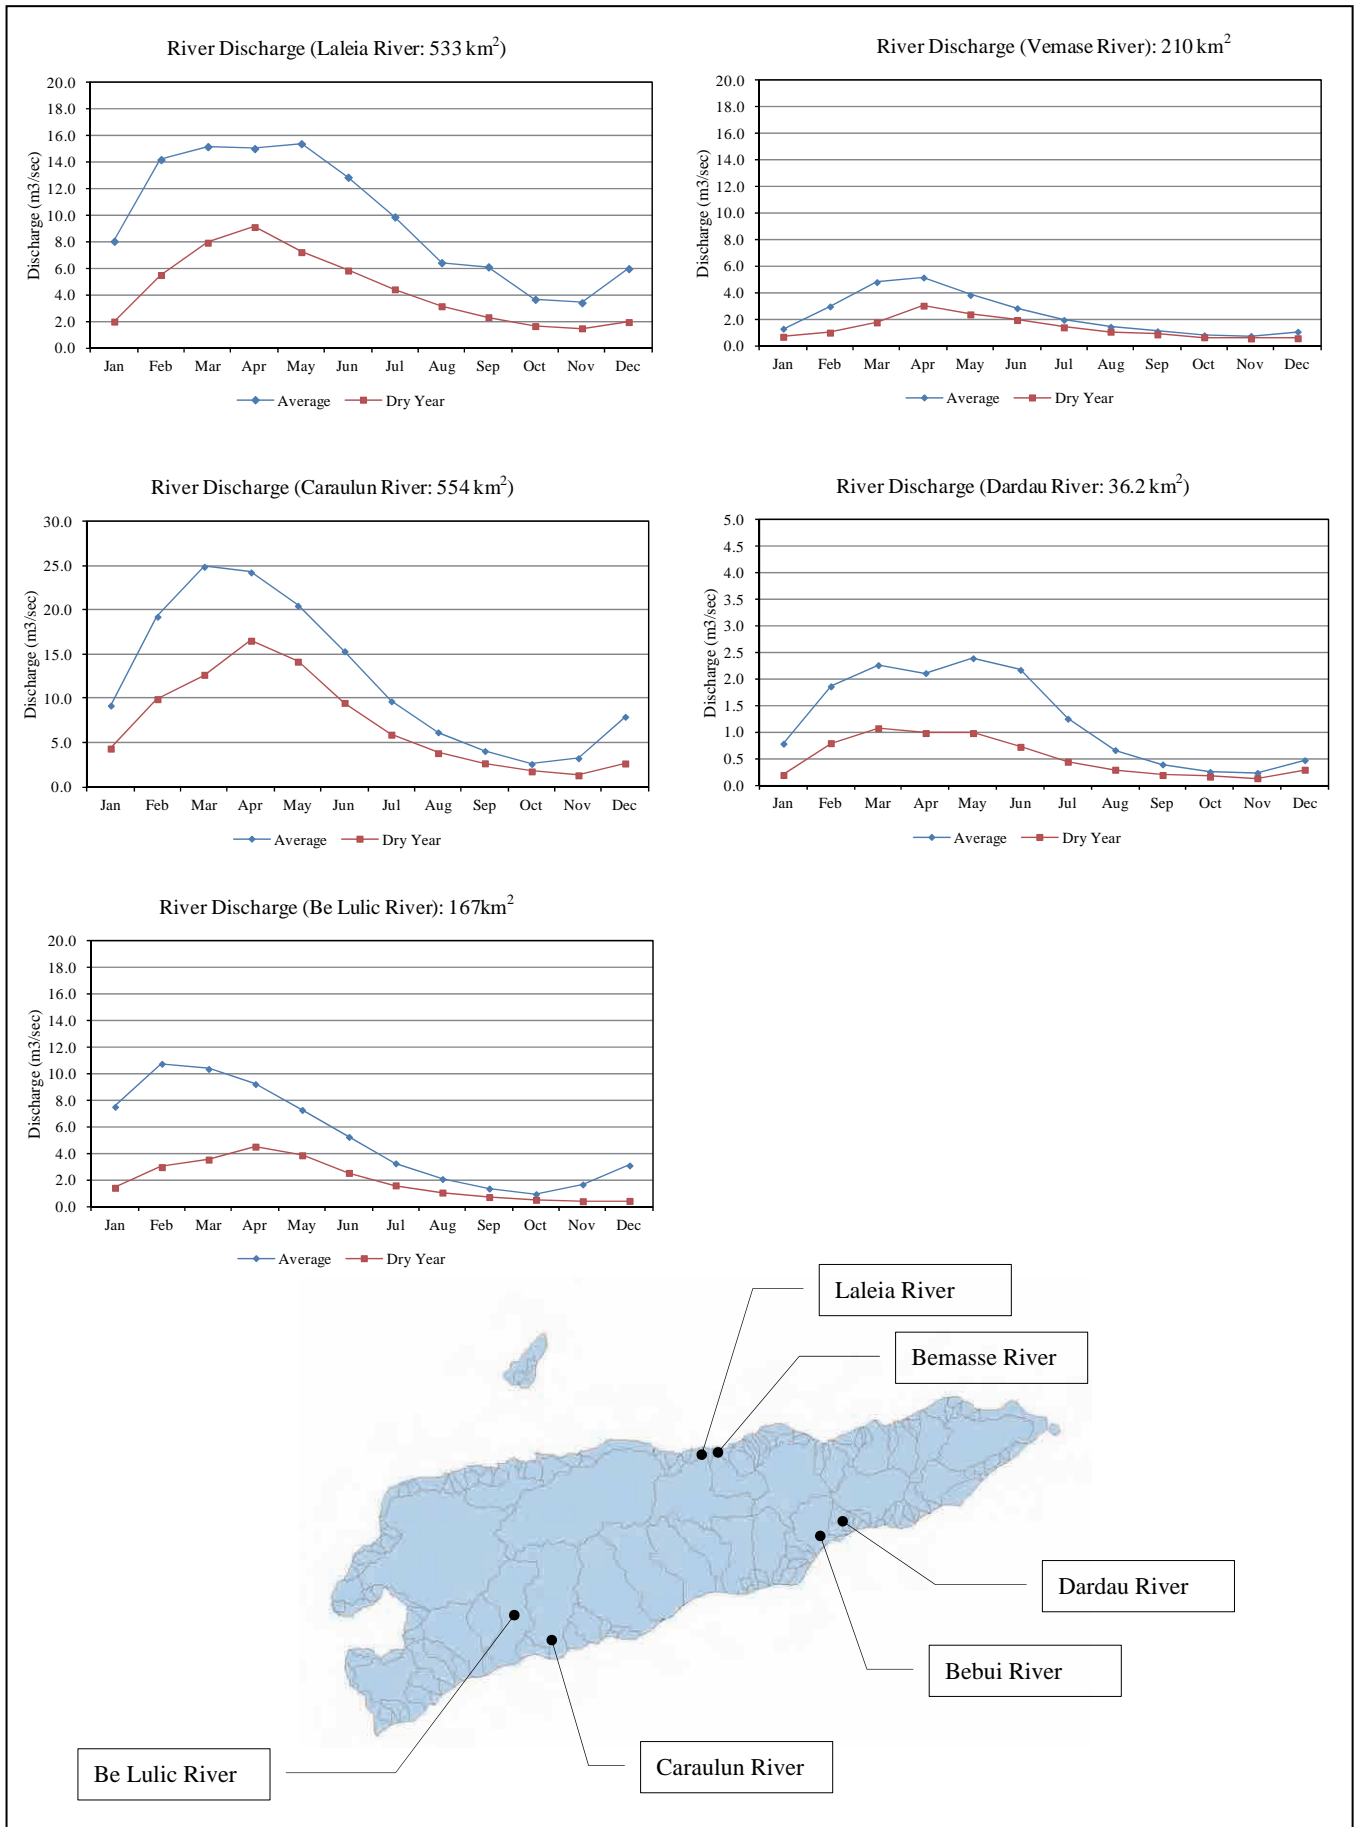 River Discharge (Laleia River: 533 km2)
20.0
18.0
16.0
14.0
12.0
10.0
8.0
6.0
4.0
2.0
0.0
Discharge (m3/sec)
Jan Feb Mar Apr May Jun Jul Aug Sep Oct Nov Dec
Average Dry Year
River Discharge (Vemase River): 210 km2
20.0
18.0
16.0
14.0
12.0
10.0
8.0
6.0
4.0
2.0
0.0
Discharge (m3/sec)
Jan Feb Mar Apr May Jun Jul Aug Sep Oct Nov Dec
Average Dry Year
River Discharge (Caraulun River: 554 km2)
30.0
25.0
20.0
15.0
10.0
5.0
0.0
Discharge (m3/sec)
Jan Feb Mar Apr May Jun Jul Aug Sep Oct Nov Dec
Average Dry Year
River Discharge (Dardau River: 36.2 km2)
5.0
4.5
4.0
3.5
3.0
2.5
2.0
1.5
1.0
0.5
0.0
Discharge (m3/sec)
Jan Feb Mar Apr May Jun Jul Aug Sep Oct Nov Dec
Average Dry Year
River Discharge (Be Lulic River): 167km2
20.0
18.0
16.0
14.0
12.0
10.0
8.0
6.0
4.0
2.0
0.0
Discharge (m3/sec)
Jan Feb Mar Apr May Jun Jul Aug Sep Oct Nov Dec
Average Dry Year
Laleia River
Bemasse River
Dardau River
Bebui River
Caraulun River
Be Lulic River